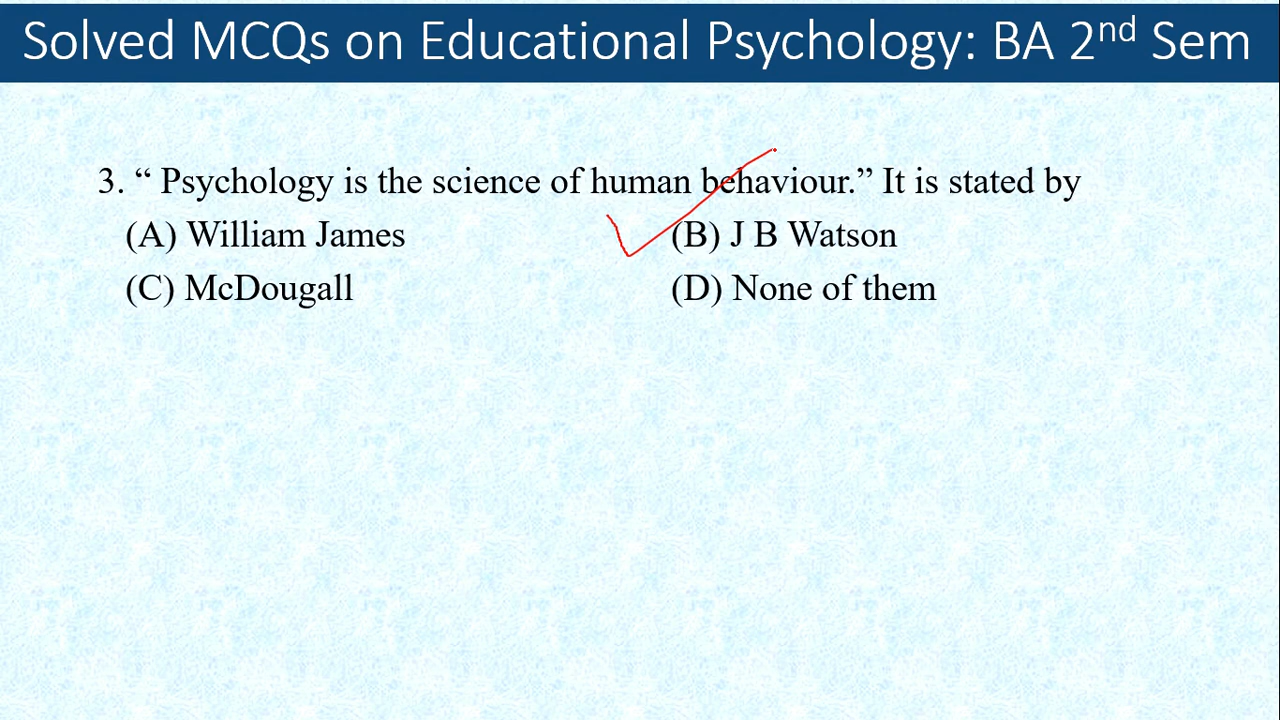 Solved MCQs on Educational Psychology: BA 2nd Sem
3. “ Psychology is the science of human behaviour.” It is stated by
(A) William James (B) J B Watson
(C) McDougall (D) None of them